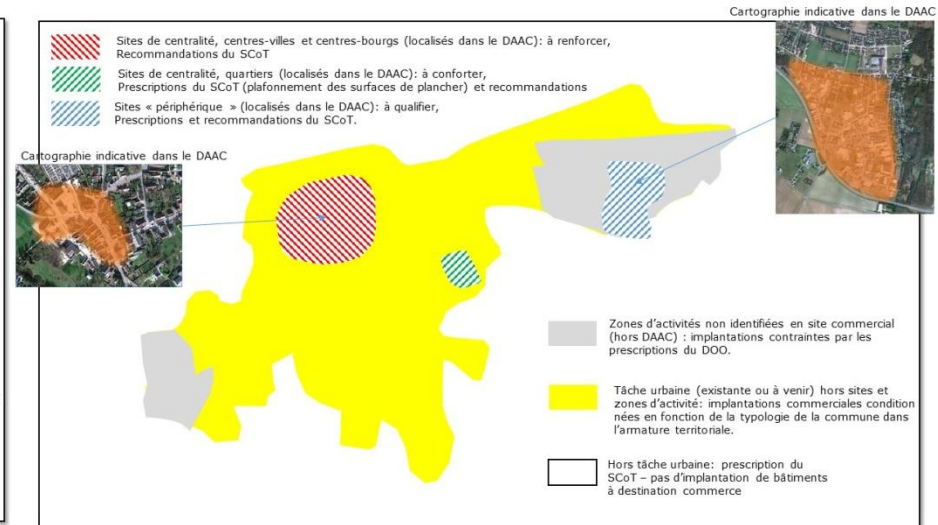 Cartographie indicative dans le DAAC
Sites de centralité, centres-villes et centres-bourgs (localisés dans le DAAC): à renforcer,
Recommandations du SCoT
Sites de centralité, quartiers (localisés dans le DAAC): à conforter,
Prescriptions du SCoT (plafonnement des surfaces de plancher) et recommandations
Sites « périphérique » (localisés dans le DAAC): à qualifier,
Prescriptions et recommandations du SCoT.
Cartographie indicative dans le DAAC
Zones d'activités non identifiées en site commercial
(hors DAAC) : implantations contraintes par les
prescriptions du DOO.
Tâche urbaine (existante ou à venir) hors sites et
zones d'activité: implantations commerciales condition
nées en fonction de la typologie de la commune dans
l'armature territoriale.
Hors tâche urbaine: prescription du
SCoT – pas d'implantation de bâtiments
à destination commerce